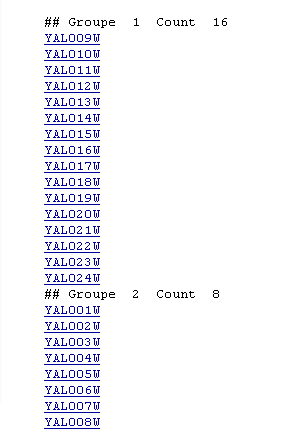 ## Groupe  1  Count  16
YAL009W
YAL010W
YAL011W
YAL012W
YAL013W
YAL014W
YAL015W
YAL016W
YAL017W
YAL018W
YAL019W
YAL020W
YAL021W
YAL022W
YAL023W
YAL024W
## Groupe  2  Count  8
YAL001W
YAL002W
YAL003W
YAL004W
YAL005W
YAL006W
YAL007W
YAL008W